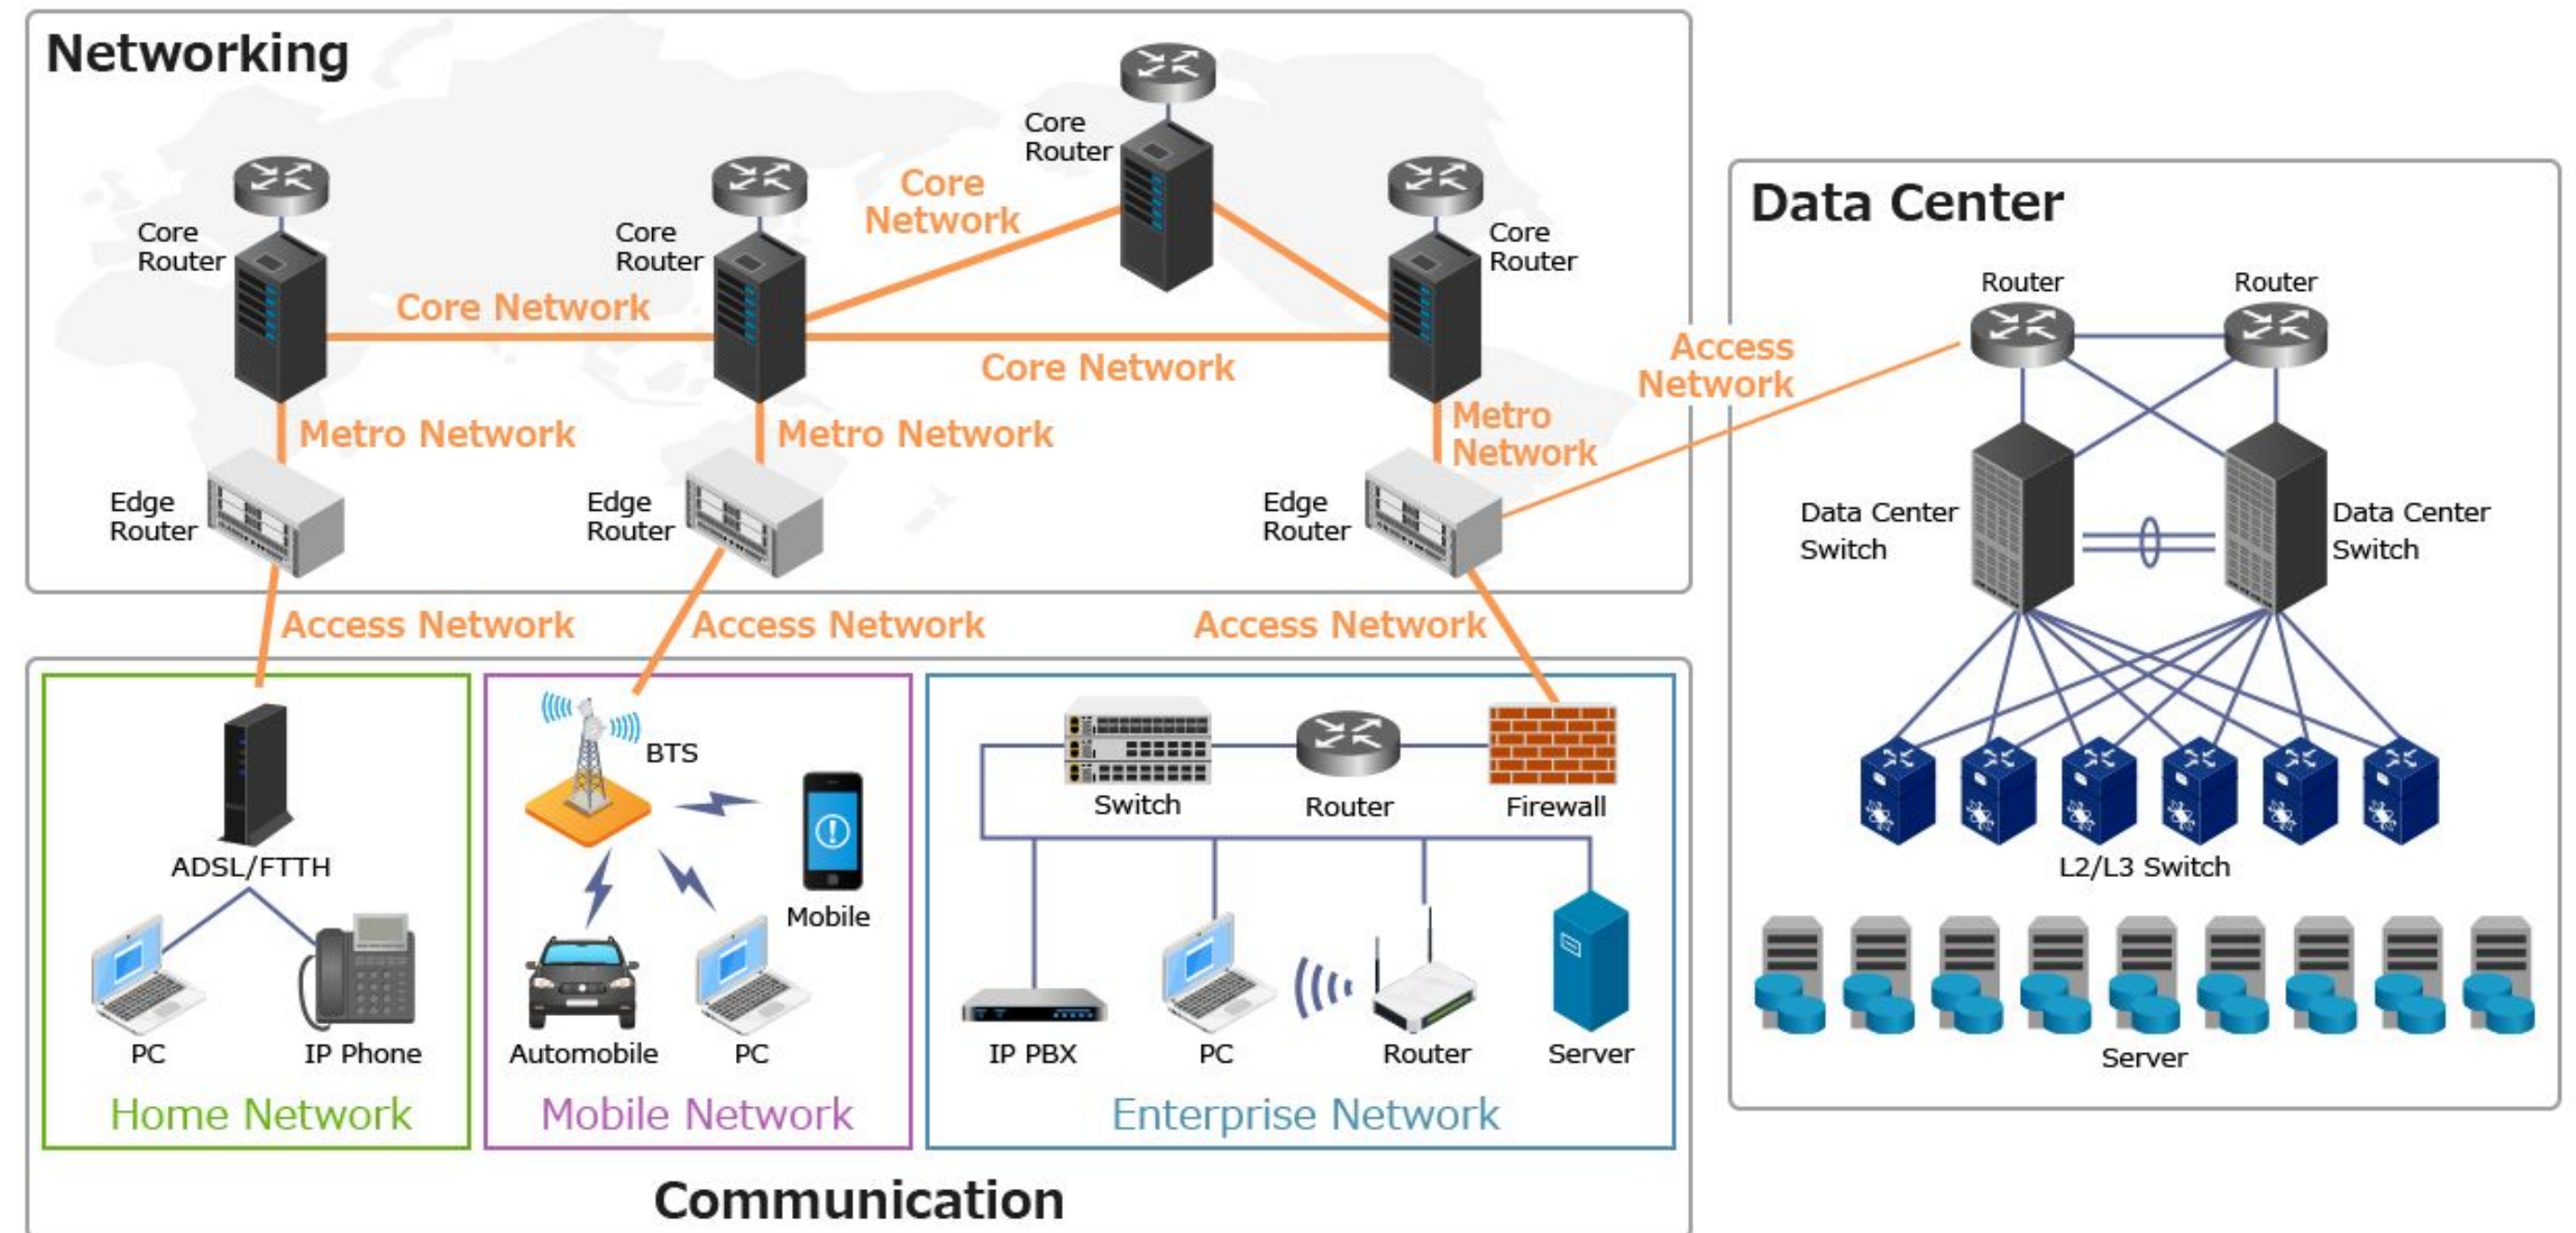 Networking
Core
Router
Core
Router
Core
Router
Core
Router
Core
Network
Core Network
Core Network
Metro Network
Metro Network
Metro
Network
Edge
Router
Edge
Router
Edge
Router
Access
Network
Access Network
Access Network
Access Network
Data Center
Router
Router
Data Center
Switch
Data Center
Switch
L2/L3 Switch
Server
ADSL/FTTH
PC
IP Phone
Home Network
BTS
Mobile
Automobile
PC
Mobile Network
Switch
Router
Firewall
IP PBX
PC
Router
Server
Enterprise Network
Communication